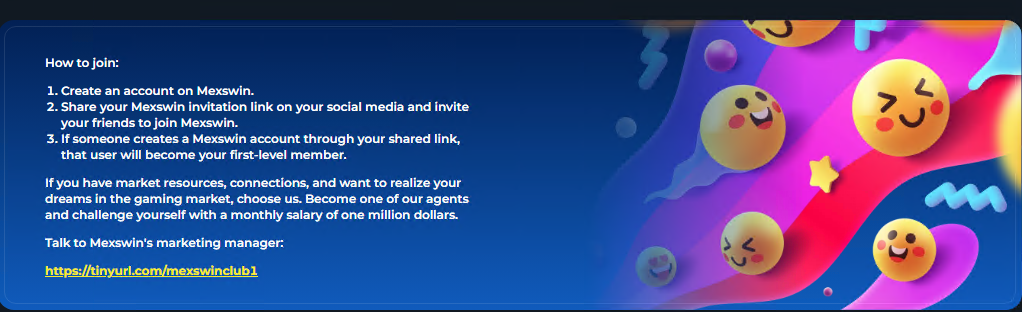 How to join:
1. Create an account on Mexswin.
2. Share your Mexswin invitation link on your social media and invite
your friends to join Mexswin.
3. If someone creates a Mexswin account through your shared link,
that user will become your first-level member.
If you have market resources, connections, and want to realize your
dreams in the gaming market, choose us. Become one of our agents
and challenge yourself with a monthly salary of one million dollars.
Talk to Mexswin's marketing manager:
https://tinyurl.com/mexswinclub1